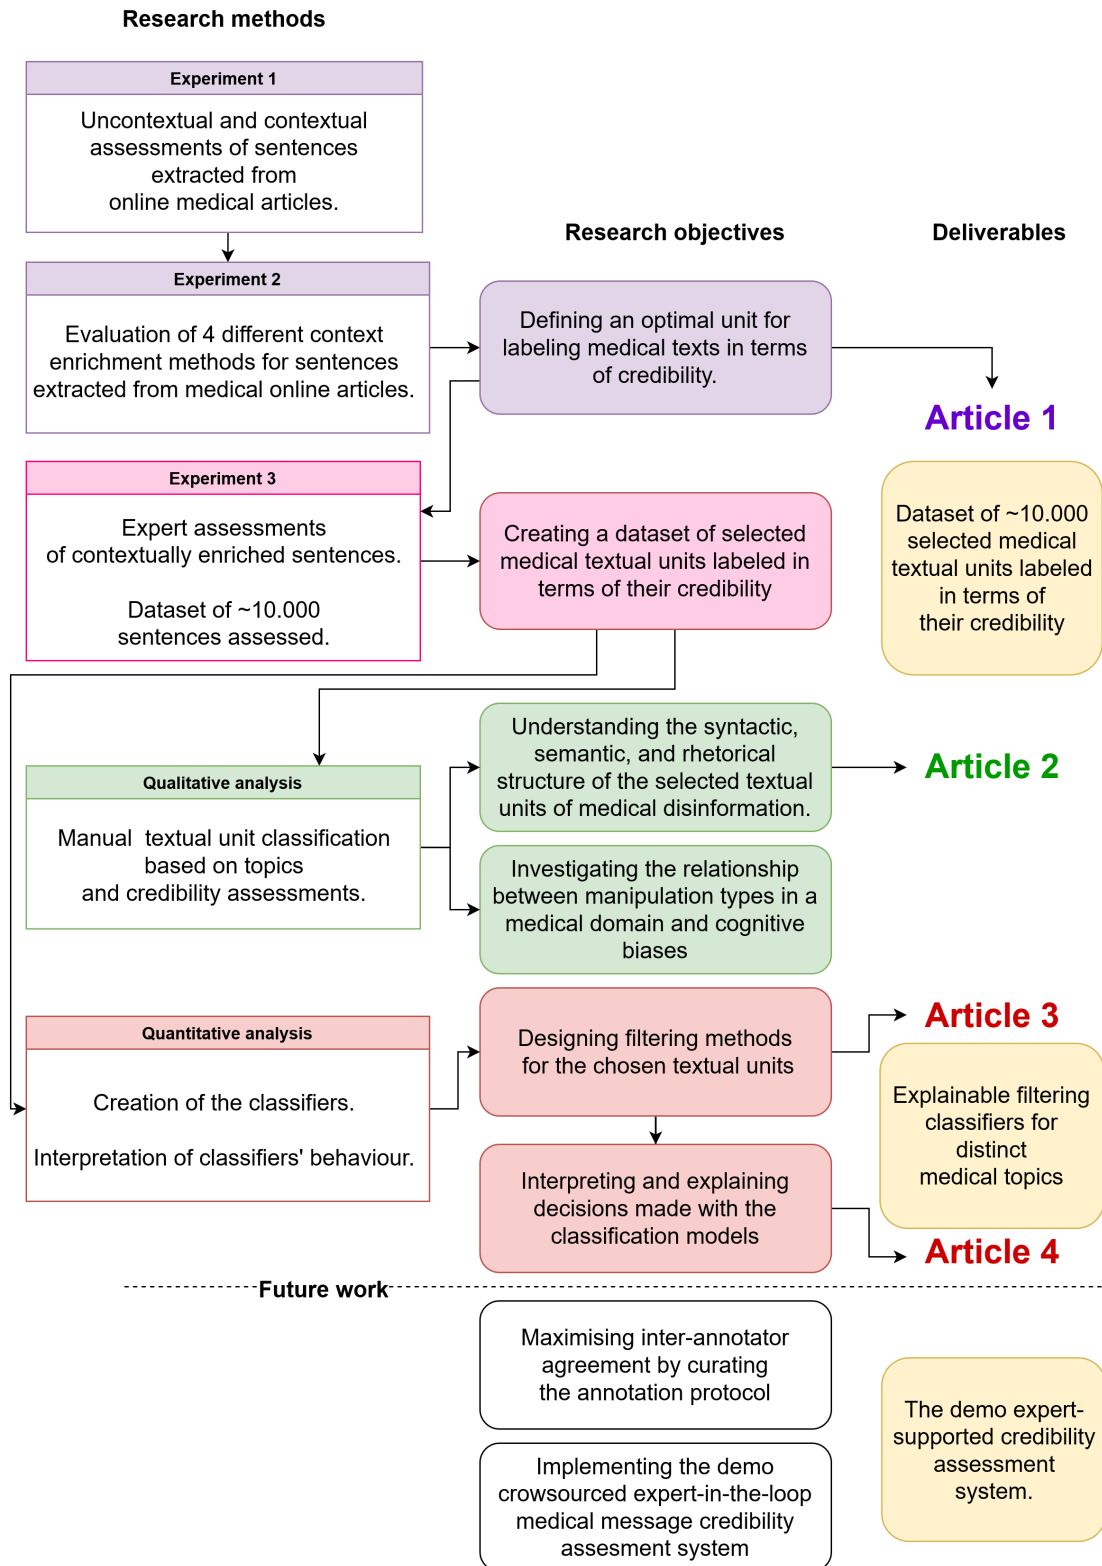 Research methods
Experiment 1
Uncontextual and contextual
assessments of sentences
extracted from
online medical articles.
Research objectives
Deliverables
Experiment 2
Evaluation of 4 different context
enrichment methods for sentences
extracted from medical online articles.
Defining an optimal unit for
labeling medical texts in terms
of credibility.
Article 1
Experiment 3
Expert assessments
of contextually enriched sentences.
Dataset of ~10.000
sentences assessed.
Creating a dataset of selected
medical textual units labeled in
terms of their credibility
Dataset of ~10.000
selected medical
textual units labeled
in terms of
their credibility
Qualitative analysis
Manual  textual unit classification
based on topics
and credibility assessments.
Understanding the syntactic,
semantic, and rhetorical
structure of the selected textual
units of medical disinformation.
Article 2
Investigating the relationship
between manipulation types in a
medical domain and cognitive
biases
Quantitative analysis
Creation of the classifiers.
Interpretation of classifiers' behaviour.
Designing filtering methods
for the chosen textual units
Article 3
Explainable filtering
classifiers for
distinct
medical topics
Interpreting and explaining
decisions made with the
classification models
Article 4
Future work
Maximising inter-annotator
agreement by curating
the annotation protocol
The demo expert-
supported credibility
assessment
system.
Implementing the demo
crowsourced expert-in-the-loop
medical message credibility
assesment system